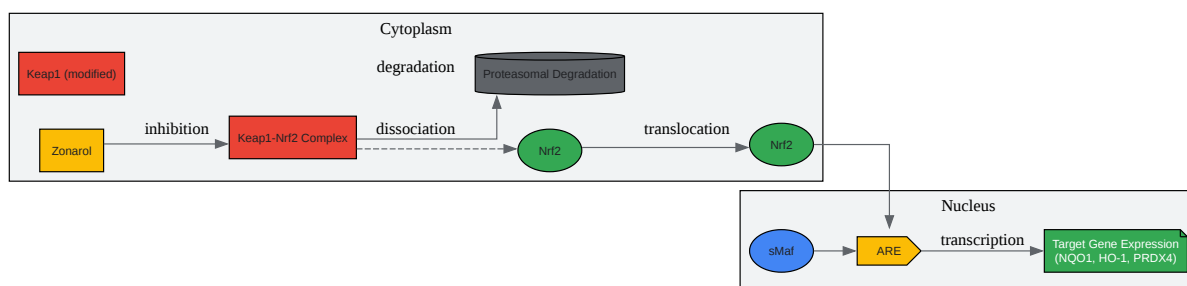 Cytoplasm
Keap1 (modified)
degradation
Proteasomal Degradation
Zonarol
inhibition
Keap1-Nrf2 Complex
dissociation
Nrf2
translocation
Nrf2
Nucleus
sMaf
ARE
transcription
Target Gene Expression
(NQO1, HO-1, PRDX4)